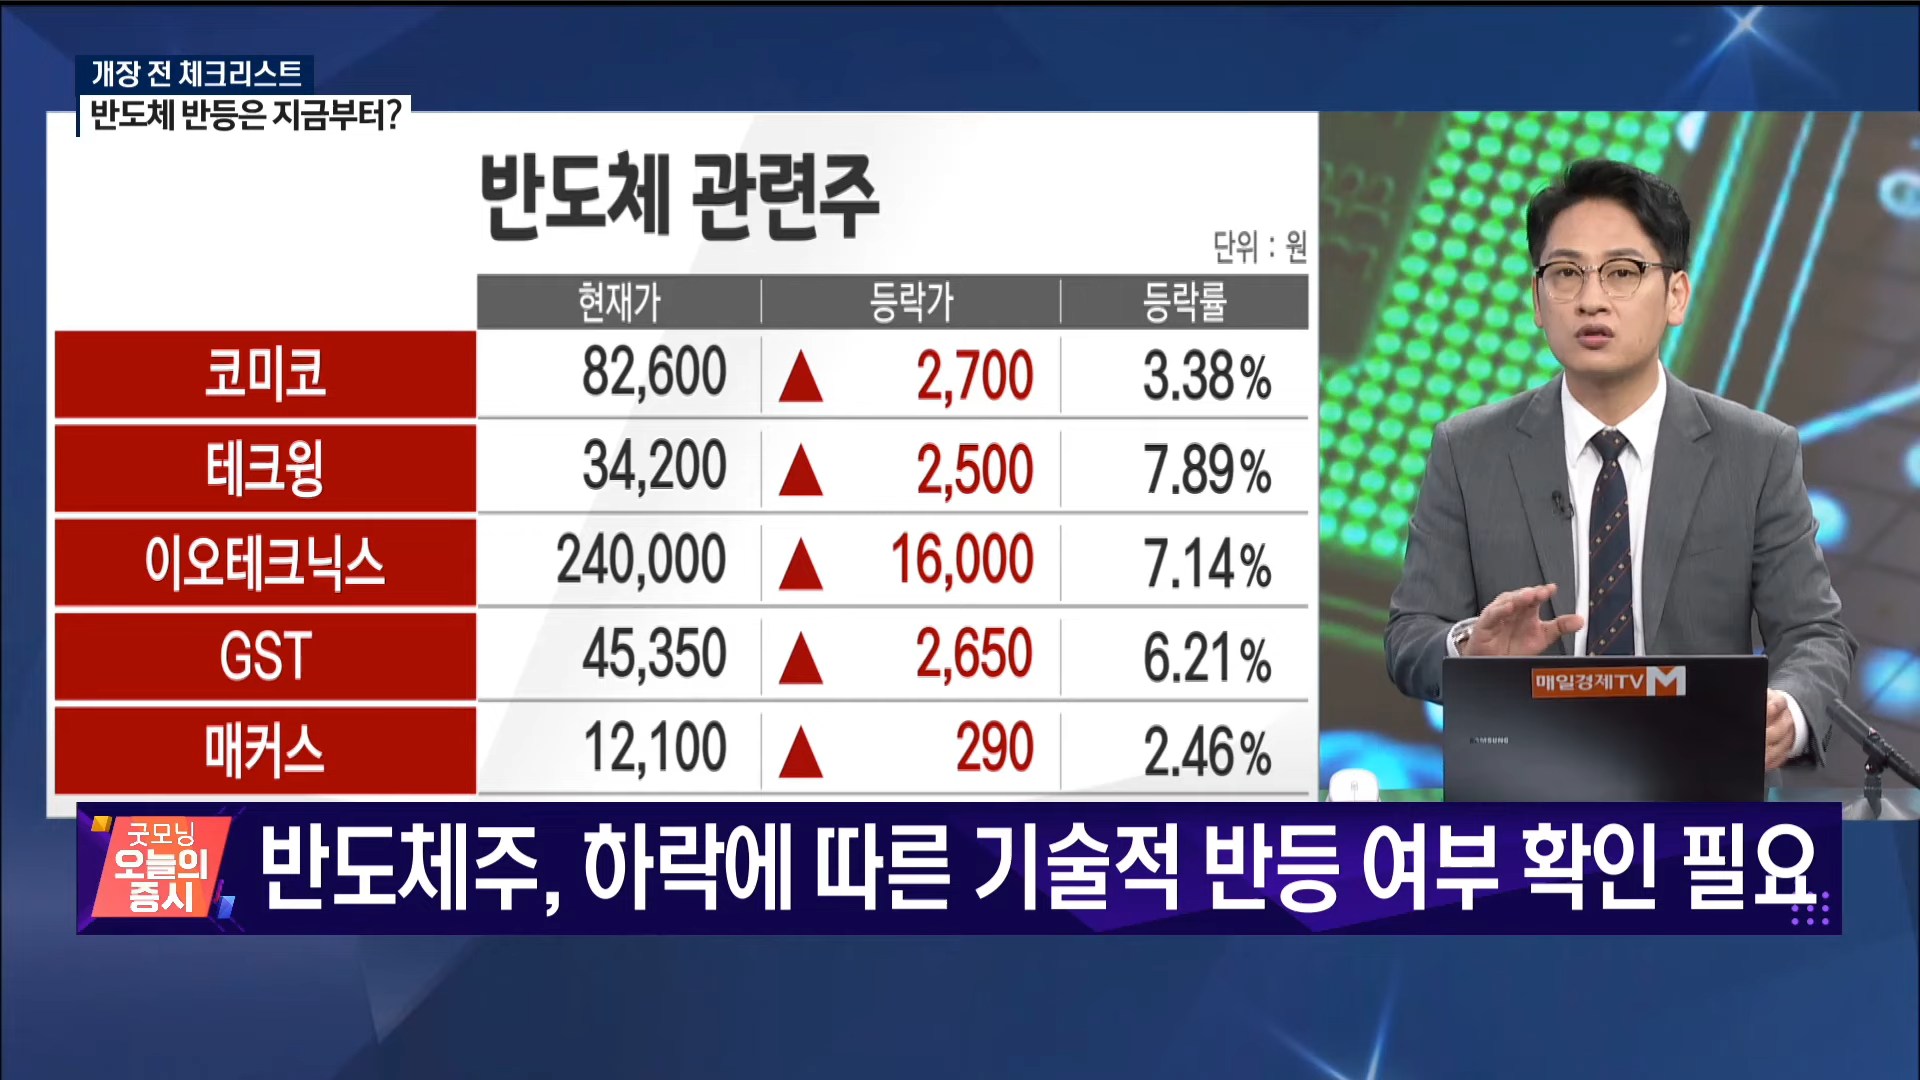 개장 전 체크리스트
반도체 반등은 지금부터?
반도체 관련주
단위 : 원
현재가 등락가 등락률
코미코 82,600 ▲ 2,700 3.38%
테크윙 34,200 ▲ 2,500 7.89%
이오테크닉스 240,000 ▲ 16,000 7.14%
GST 45,350 ▲ 2,650 6.21%
매커스 12,100 ▲ 290 2.46%
매일경제TV M
SAMSUNG
굿모닝
오늘의
증시
반도체주, 하락에 따른 기술적 반등 여부 확인 필요